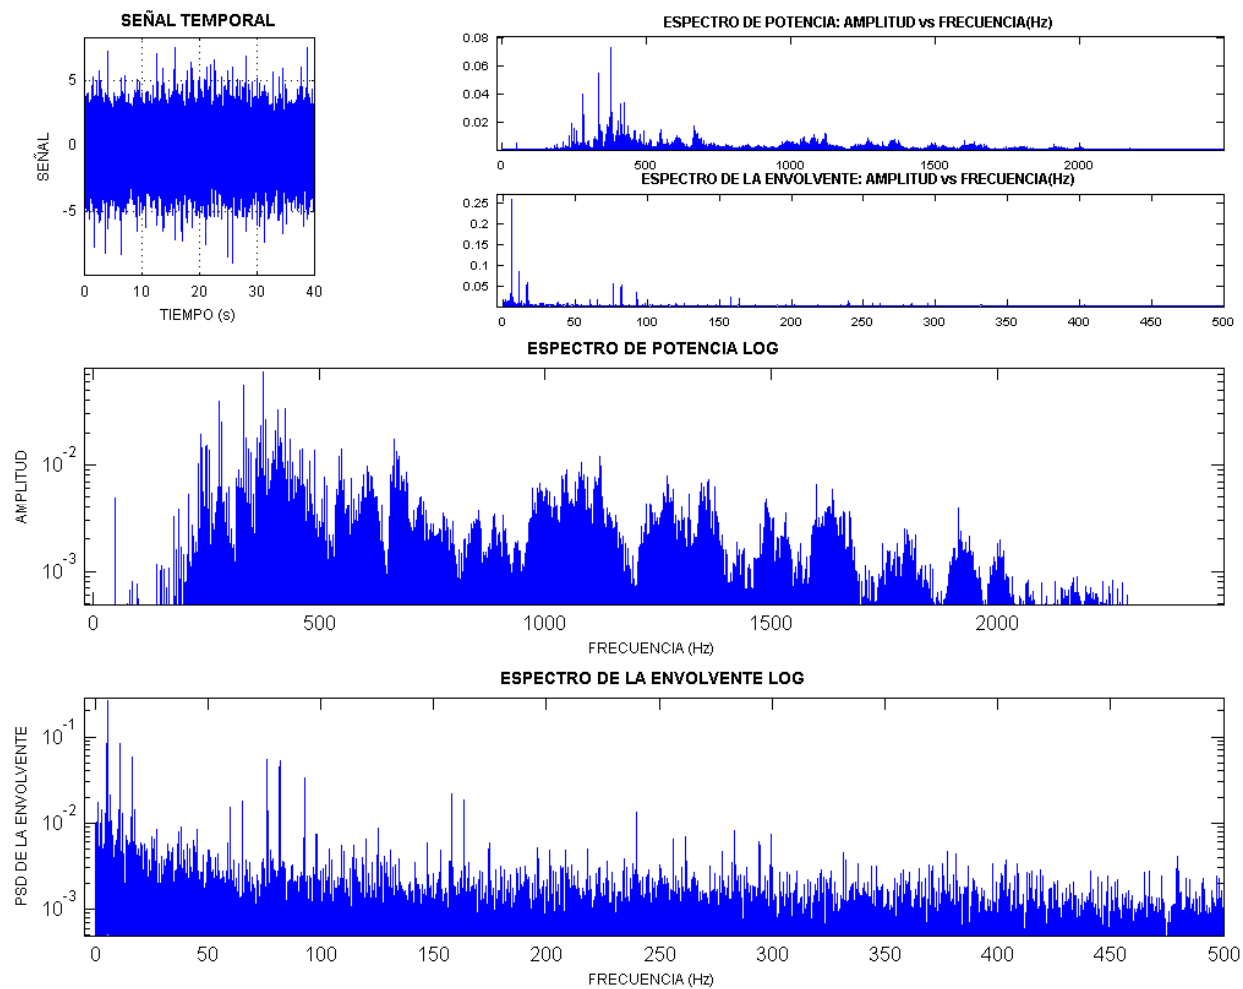 SEÑAL TEMPORAL
5
0
-5
SEÑAL
0 10 20 30 40
TIEMPO (s)
ESPECTRO DE POTENCIA: AMPLITUD vs FRECUENCIA(Hz)
0.08
0.06
0.04
0.02
0 500 1000 1500 2000
ESPECTRO DE LA ENVOLVENTE: AMPLITUD vs FRECUENCIA(Hz)
0.25
0.2
0.15
0.1
0.05
0 50 100 150 200 250 300 350 400 450 500
ESPECTRO DE POTENCIA LOG
10-2
10-3
AMPLITUD
0 500 1000 1500 2000
FRECUENCIA (Hz)
ESPECTRO DE LA ENVOLVENTE LOG
10-1
10-2
10-3
PSD DE LA ENVOLVENTE
0 50 100 150 200 250 300 350 400 450 500
FRECUENCIA (Hz)